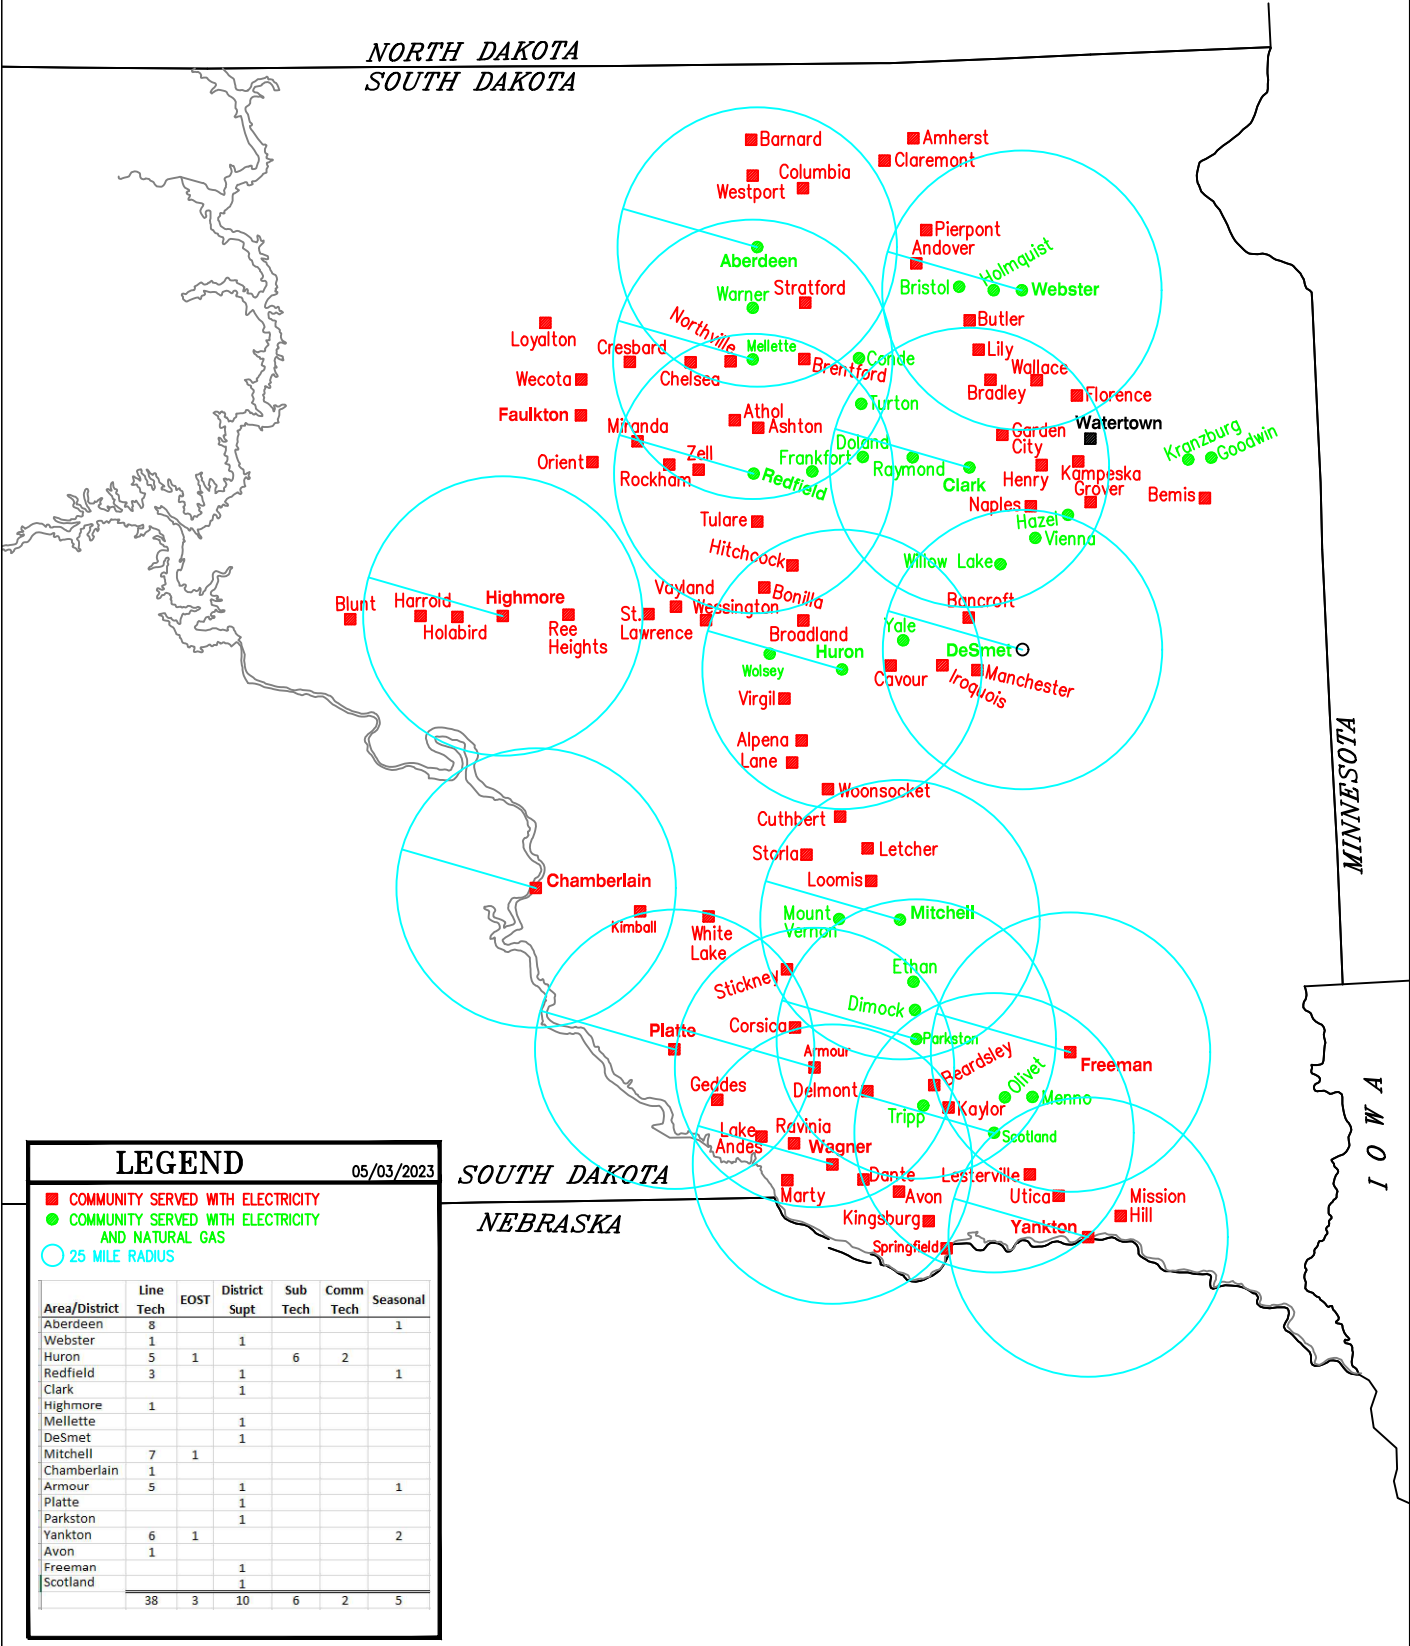 NORTH DAKOTA
SOUTH DAKOTA
Barnard
Amherst
Claremont
Columbia
Westport
Pierpont
Andover
Holmquist
Aberdeen
Bristol
Webster
Warner
Stratford
Butler
Northville
Loyalton
Cresbard
Mellette
Conde
Lily
Chelsea
Brentford
Wallace
Wecota
Bradley
Florence
Turton
Faulkton
Athol
Watertown
Miranda
Ashton
Garden
City
Doland
Kranzburg
Goodwin
Orient
Zell
Frankfort
Raymond
Rockham
Redfield
Clark
Henry
Kampeska
Grover
Bemis
Naples
Tulare
Hazel
Vienna
Hitchcock
Willow Lake
Vayland
Bonilla
Bancroft
Blunt
Harrold
Highmore
Wessington
Holabird
Ree
Heights
St.
Lawrence
Broadland
Yale
Huron
DeSmet
Wolsey
Cavour
Iroquois
Manchester
Virgil
Alpena
Lane
Woonsocket
Cuthbert
MINNESOTA
Storla
Letcher
Chamberlain
Loomis
Mount
Vernon
Mitchell
Kimball
White
Lake
Stickney
Ethan
Dimock
Platte
Corsica
Parkston
Armour
Beardsley
Freeman
Geddes
Delmont
Olivet
Menno
Kaylor
Tripp
Lake
Andes
Ravinia
Wagner
Scotland
IOWA
SOUTH DAKOTA
NEBRASKA
Marty
Dante
Avon
Lesterville
Utica
Mission
Hill
Kingsburg
Yankton
Springfield
LEGEND 05/03/2023
COMMUNITY SERVED WITH ELECTRICITY
COMMUNITY SERVED WITH ELECTRICITY
AND NATURAL GAS
25 MILE RADIUS
Area/District Line Tech EOST District Supt Sub Tech Comm Tech Seasonal
Aberdeen 8 1
Webster 1 1
Huron 5 1 6 2
Redfield 3 1 1
Clark 1
Highmore 1
Mellette 1
DeSmet 1
Mitchell 7 1
Chamberlain 1
Armour 5 1 1
Platte 1
Parkston 1
Yankton 6 1 2
Avon 1
Freeman 1
Scotland 1
38 3 10 6 2 5